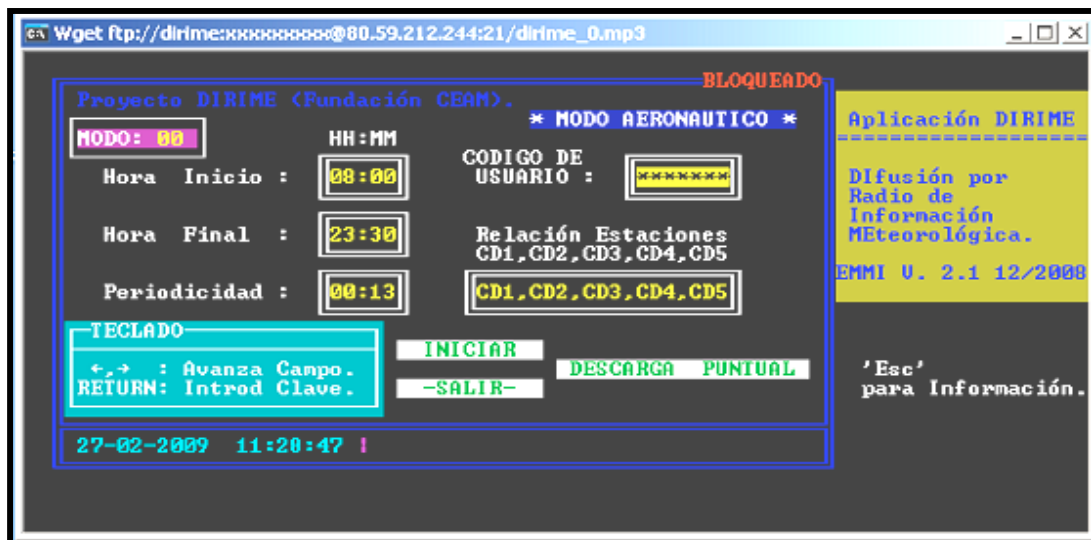 Wget ftp://dirime:xxxxxxxxxx@80.59.212.244:21/dirime_0.mp3
BLOQUEADO
Proyecto DIRIME (Fundación CEAM).
* MODO AERONAUTICO *
MODO: 00
HH:MM
Hora Inicio : 08:00
CODIGO DE
USUARIO : *******
Hora Final : 23:30
Relación Estaciones
CD1,CD2,CD3,CD4,CD5
Periodicidad : 00:13
CD1,CD2,CD3,CD4,CD5
TECLADO
←,→ : Avanza Campo.
RETURN: Introd Clave.
INICIAR
-SALIR-
DESCARGA PUNTUAL
27-02-2009 11:20:47 !
Aplicación DIRIME
==================
DIfusión por
Radio de
Información
MEteorológica.
EMMI V. 2.1 12/2008
'Esc'
para Información.